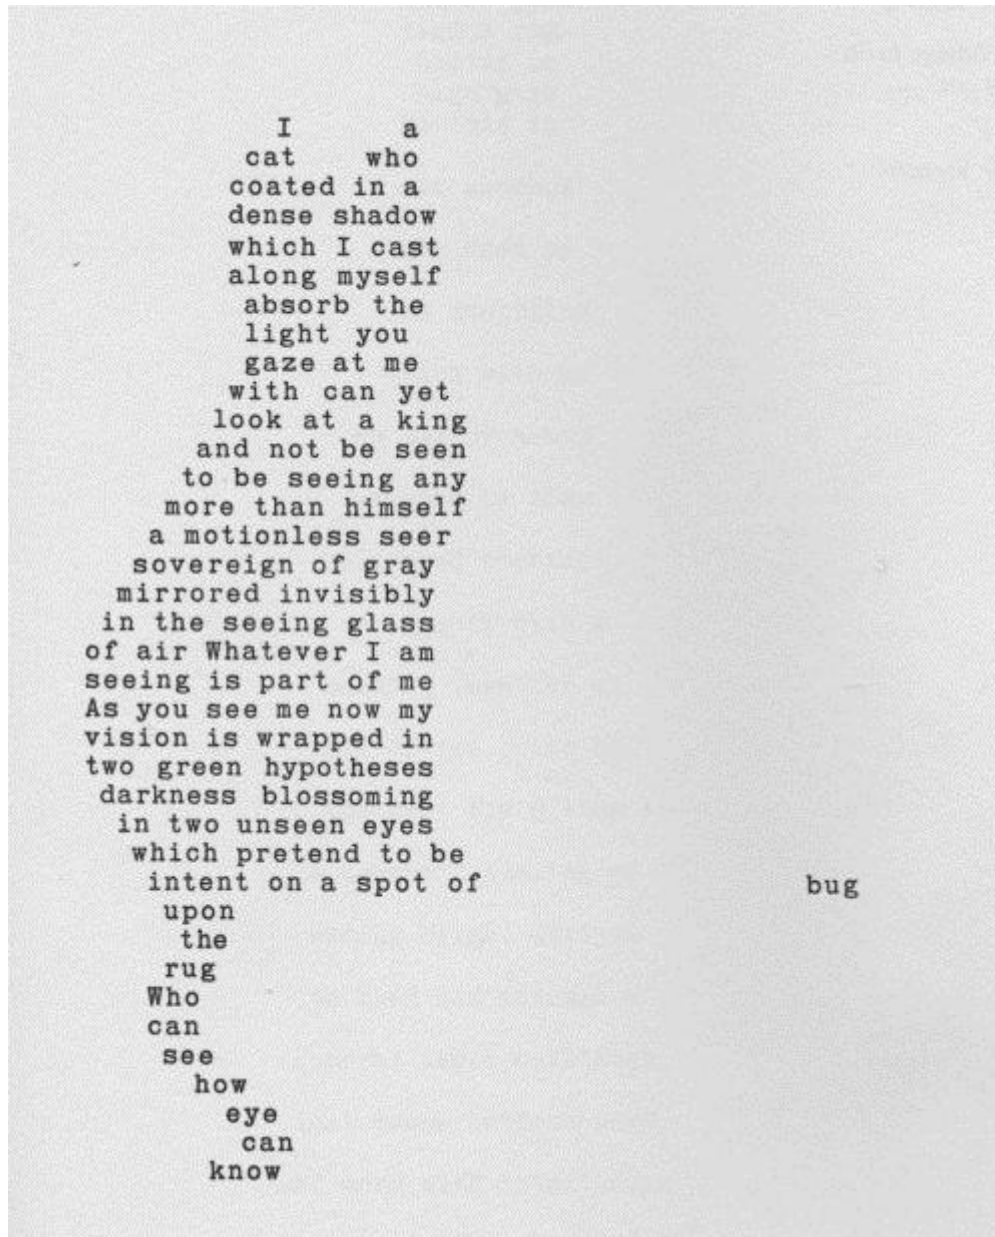 I a
cat who
coated in a
dense shadow
which I cast
along myself
absorb the
light you
gaze at me
with can yet
look at a king
and not be seen
to be seeing any
more than himself
a motionless seer
sovereign of gray
mirrored invisibly
in the seeing glass
of air Whatever I am
seeing is part of me
As you see me now my
vision is wrapped in
two green hypotheses
darkness blossoming
in two unseen eyes
which pretend to be
intent on a spot of bug
upon
the
rug
Who
can
see
how
eye
can
know